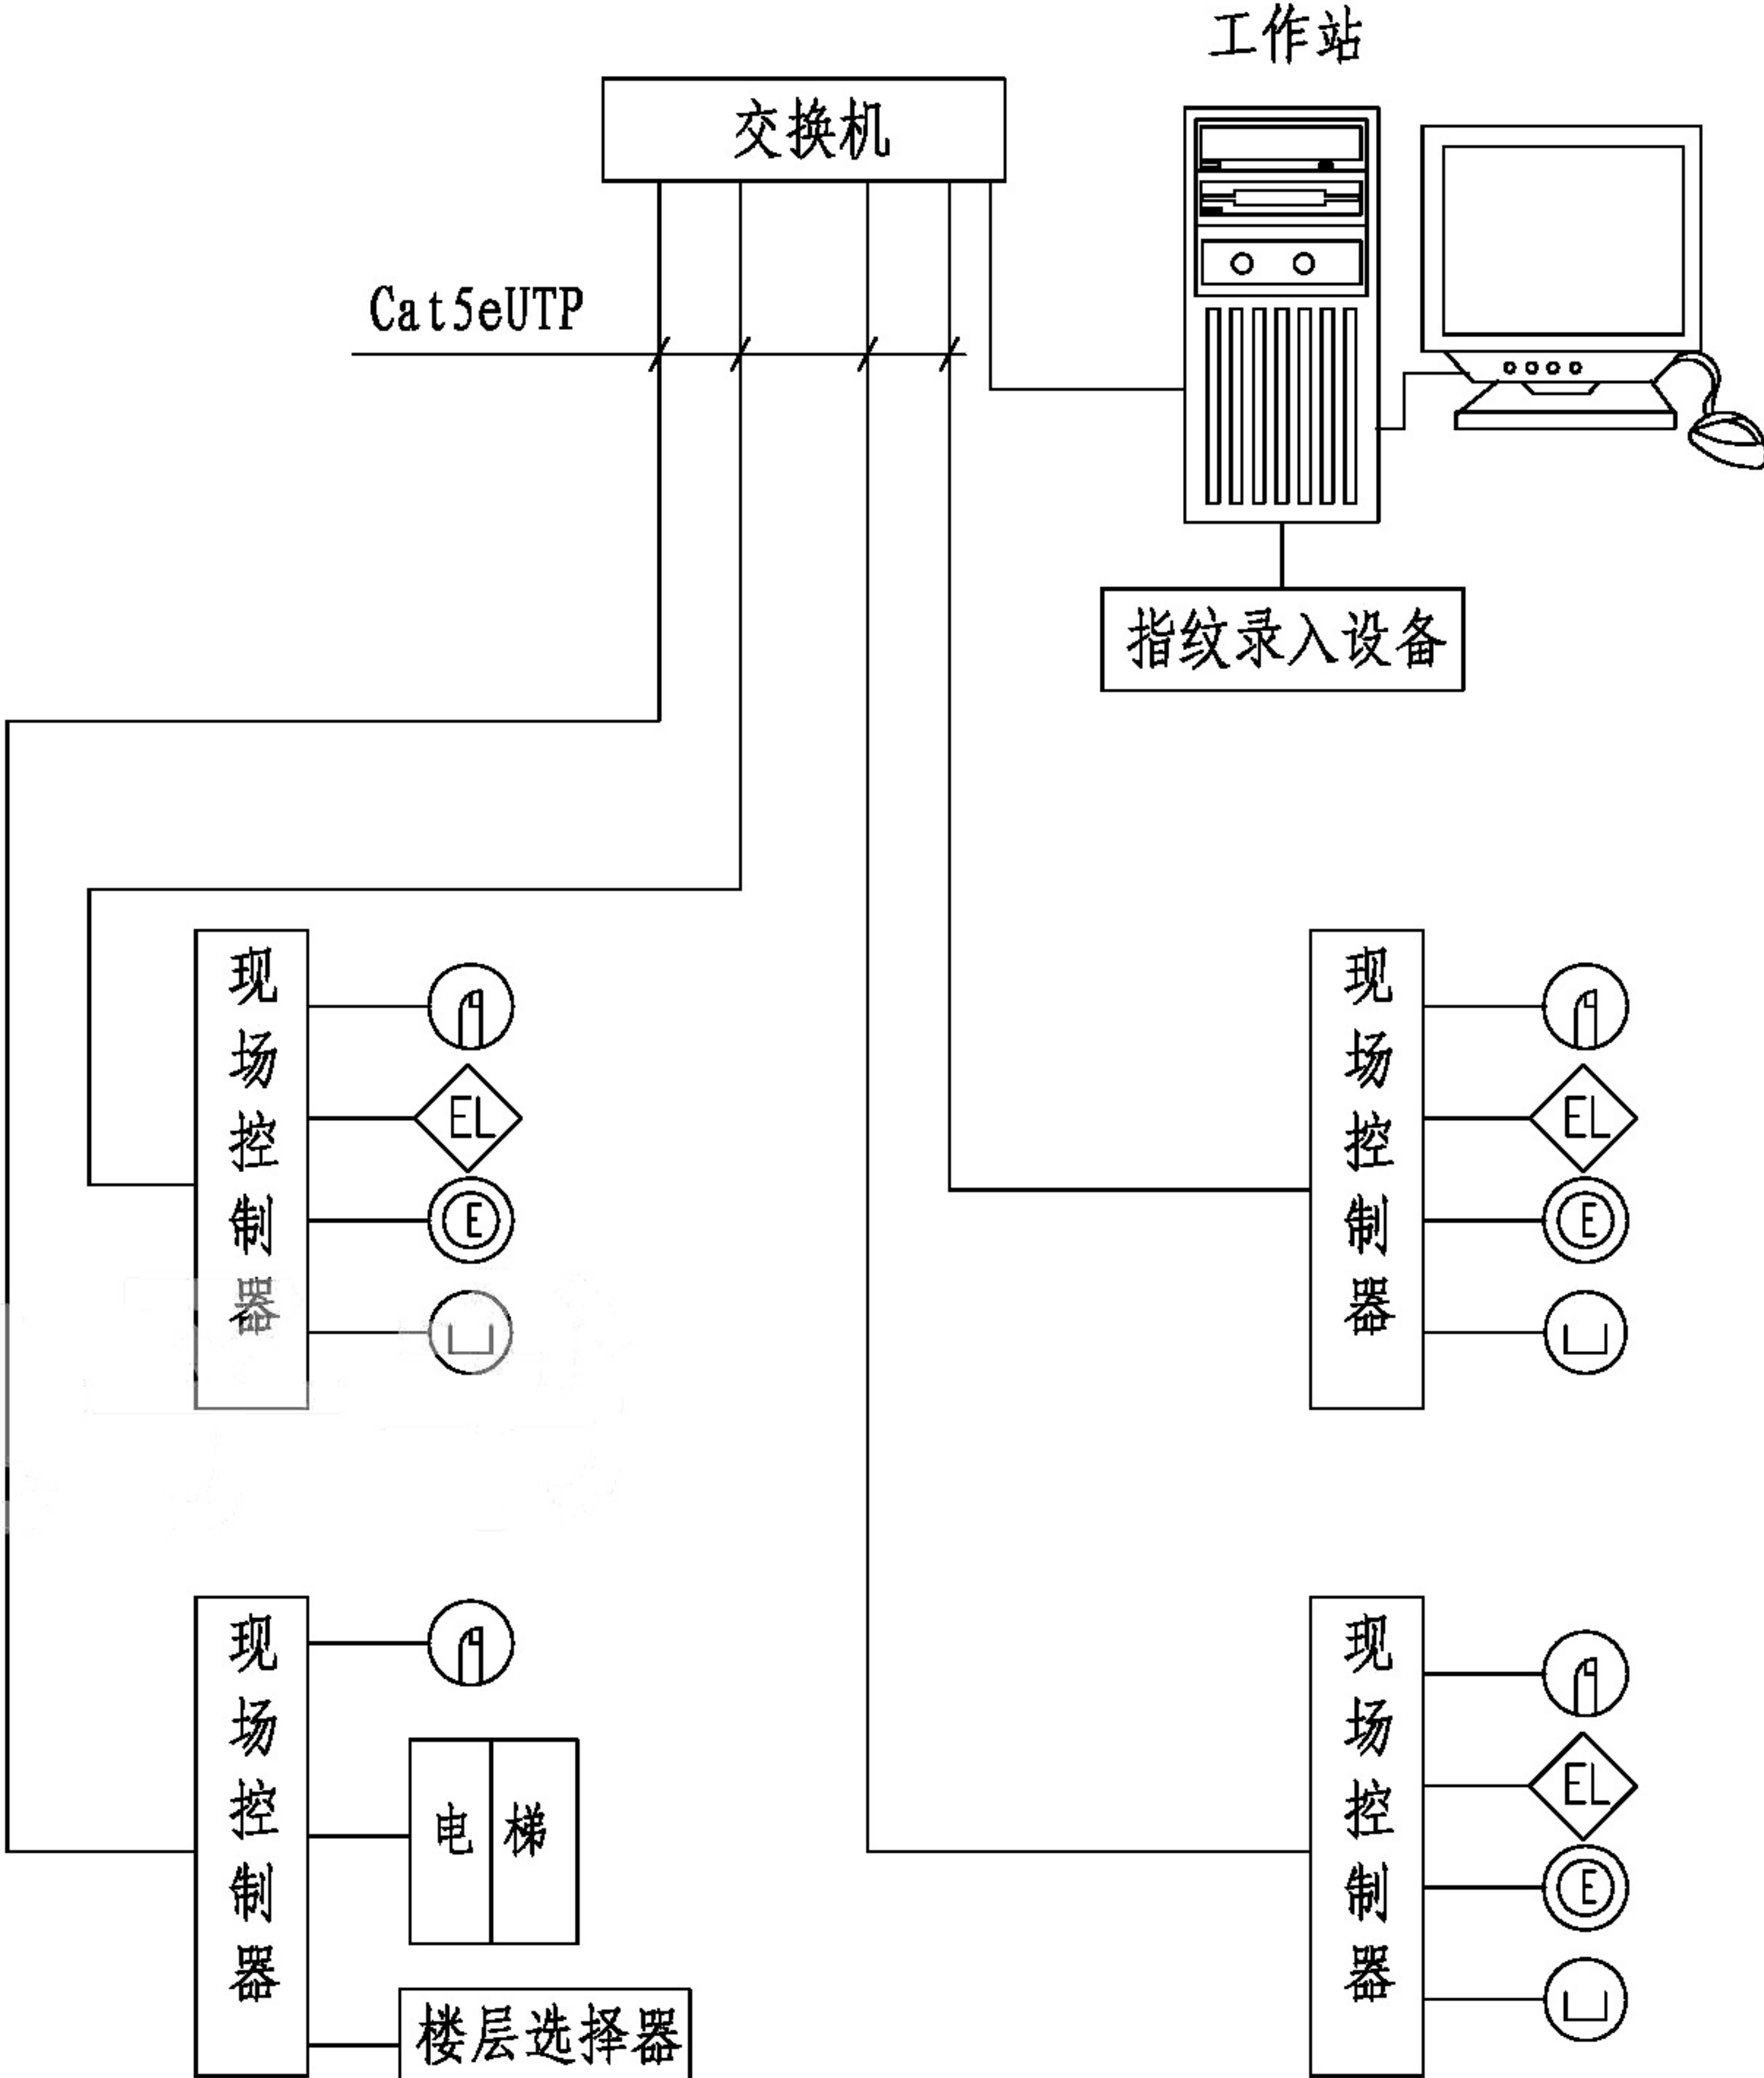 工作站
交换机
Cat5eUTP
指纹录入设备
现场控制器
EL
E
现场控制器
EL
E
现场控制器
电梯
楼层选择器
现场控制器
EL
E